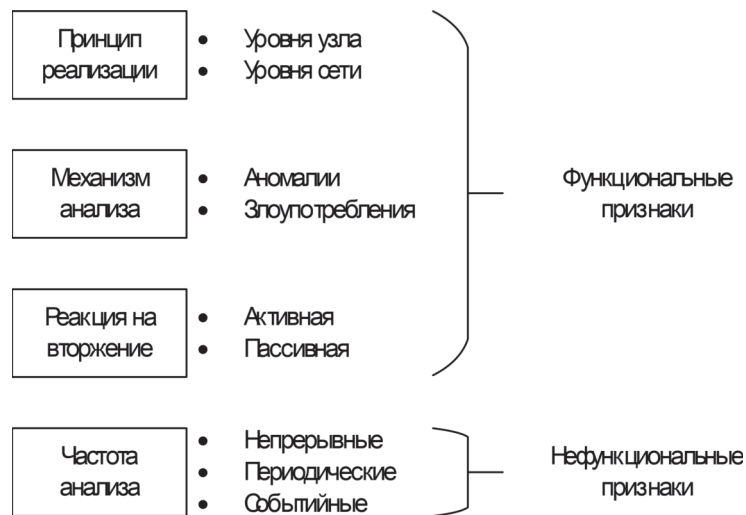 Принцип
реализации
• Уровня узла
• Уровня сети
Механизм
анализа
• Аномалии
• Злоупотребления
Функциональные
признаки
Реакция на
вторжение
• Активная
• Пассивная
Частота
анализа
• Непрерывные
• Периодические
• Событийные
Нефункциональные
признаки